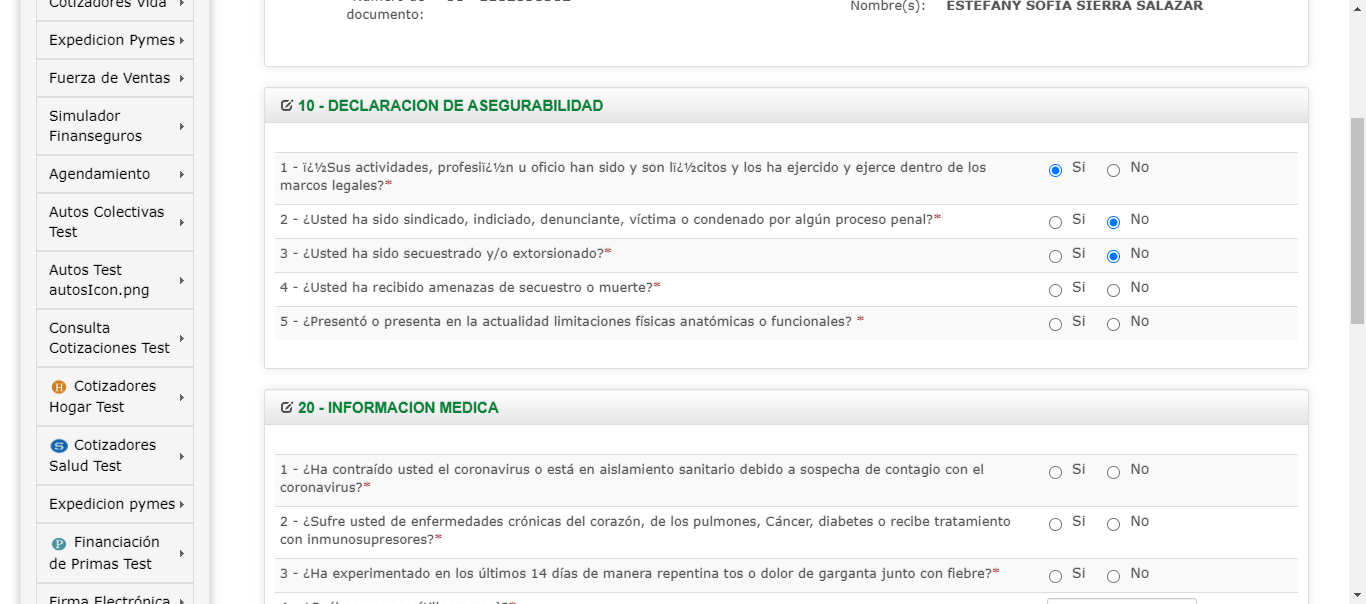 Cotizadores Vida
Expedicion Pymes
Fuerza de Ventas
Simulador
Finanseguros
Agendamiento
Autos Colectivas
Test
Autos Test
autosIcon.png
Consulta
Cotizaciones Test
H Cotizadores
Hogar Test
S Cotizadores
Salud Test
Expedicion pymes
P Financiación
de Primas Test
Firma Electrónica
documento:
Nombre(s): ESTEFANY SOFIA SIERRA SALAZAR
10 - DECLARACION DE ASEGURABILIDAD
1 - ï¿½Sus actividades, profesiï¿½n u oficio han sido y son lï¿½citos y los ha ejercido y ejerce dentro de los
marcos legales?* Si No
2 - ¿Usted ha sido sindicado, indiciado, denunciante, víctima o condenado por algún proceso penal?* Si No
3 - ¿Usted ha sido secuestrado y/o extorsionado?* Si No
4 - ¿Usted ha recibido amenazas de secuestro o muerte?* Si No
5 - ¿Presentó o presenta en la actualidad limitaciones físicas anatómicas o funcionales? * Si No
20 - INFORMACION MEDICA
1 - ¿Ha contraído usted el coronavirus o está en aislamiento sanitario debido a sospecha de contagio con el
coronavirus?* Si No
2 - ¿Sufre usted de enfermedades crónicas del corazón, de los pulmones, Cáncer, diabetes o recibe tratamiento
con inmunosupresores?* Si No
3 - ¿Ha experimentado en los últimos 14 días de manera repentina tos o dolor de garganta junto con fiebre?* Si No